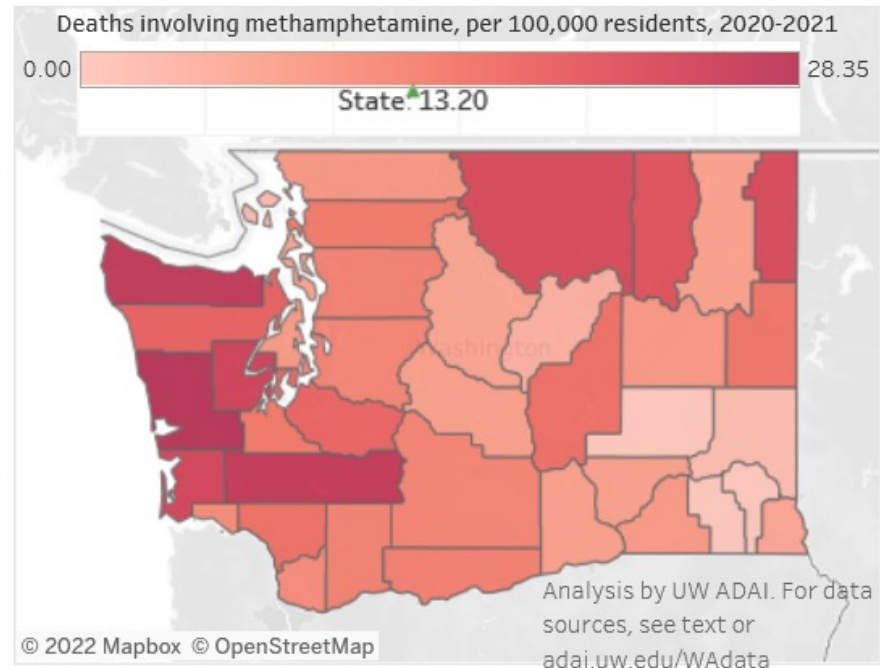 Deaths involving methamphetamine, per 100,000 residents, 2020-2021
0.00 28.35
State: 13.20
Washington
Analysis by UW ADAI. For data
sources, see text or
adai.uw.edu/WAdata
© 2022 Mapbox © OpenStreetMap